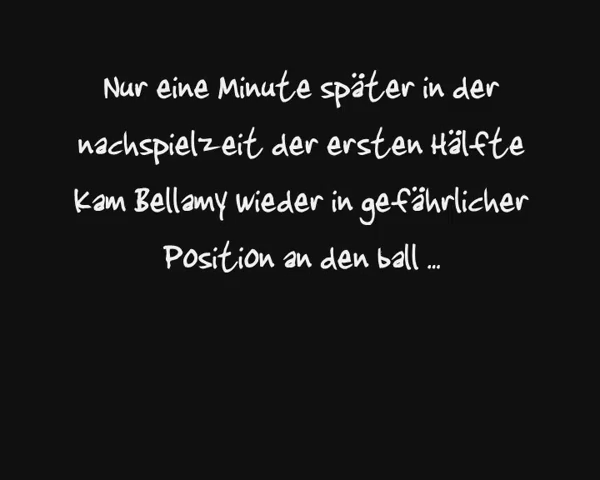 Nur eine Minute später in der
nachspielzeit der ersten Hälfte
Kam Bellamy wieder in gefährlicher
Position an den ball ...